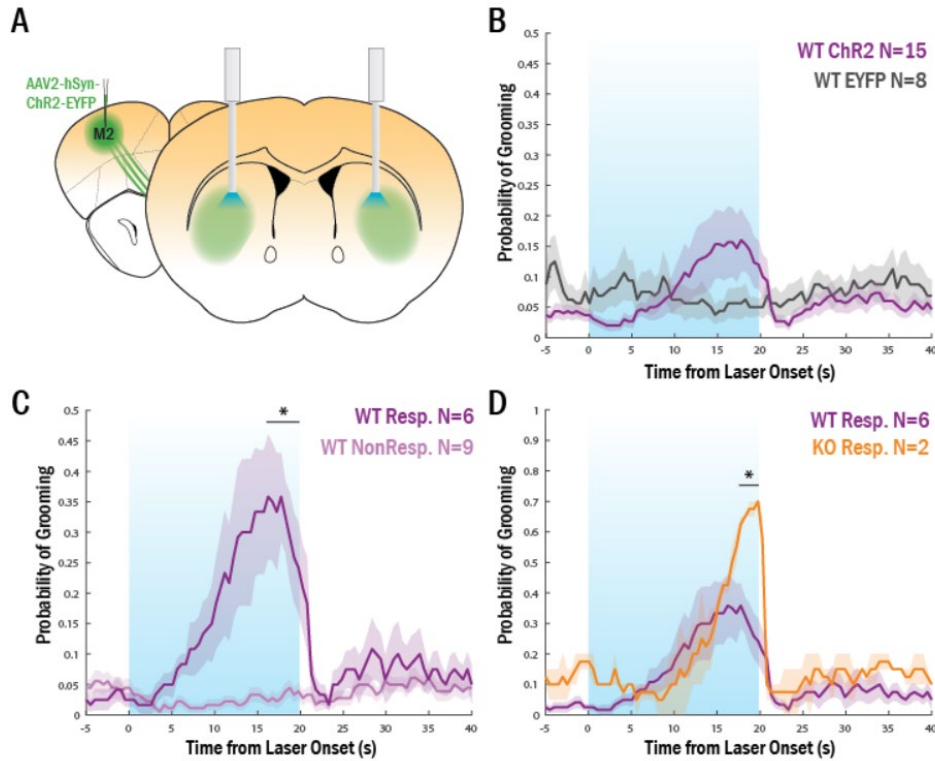 A
AAV2-hSyn-
ChR2-EYFP
M2
B
WT ChR2 N=15
WT EYFP N=8
Probability of Grooming
0.5
0.45
0.4
0.35
0.3
0.25
0.2
0.15
0.1
0.05
0
-5 0 5 10 15 20 25 30 35 40
Time from Laser Onset (s)
C
*
WT Resp. N=6
WT NonResp. N=9
Probability of Grooming
0.5
0.45
0.4
0.35
0.3
0.25
0.2
0.15
0.1
0.05
0
-5 0 5 10 15 20 25 30 35 40
Time from Laser Onset (s)
D
*
WT Resp. N=6
KO Resp. N=2
Probability of Grooming
1
0.9
0.8
0.7
0.6
0.5
0.4
0.3
0.2
0.1
0
-5 0 5 10 15 20 25 30 35 40
Time from Laser Onset (s)